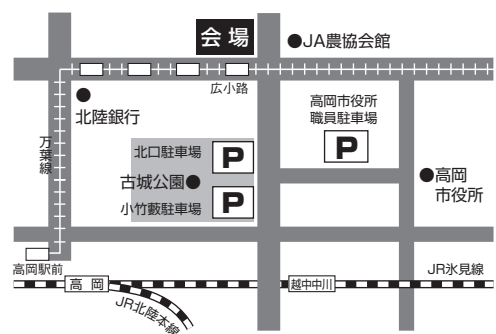 会場
●JA農協会館
広小路
北陸銀行
高岡市役所
職員駐車場
P
万葉線
北口駐車場
P
古城公園●
小竹藪駐車場
P
●高岡
市役所
高岡駅前
高岡
越中中川
JR氷見線
JR北陸本線